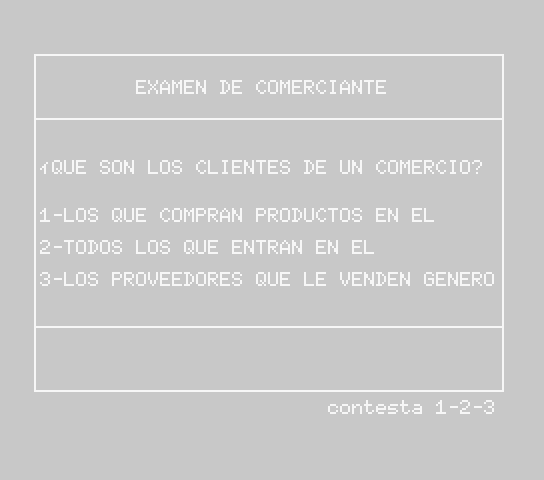 EXAMEN DE COMERCIANTE
¿QUE SON LOS CLIENTES DE UN COMERCIO?
1-LOS QUE COMPRAN PRODUCTOS EN EL
2-TODOS LOS QUE ENTRAN EN EL
3-LOS PROVEEDORES QUE LE VENDEN GENERO
contesta 1-2-3